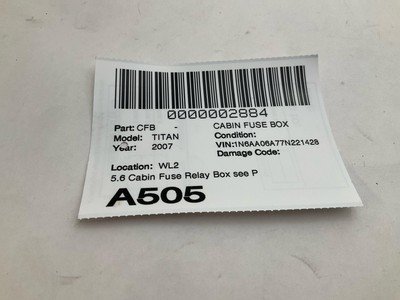 0000002884
Part: CFB - CABIN FUSE BOX
Model: TITAN Condition:
Year: 2007 VIN:1N6AA06A77N221428
Damage Code:
Location: WL2
5.6 Cabin Fuse Relay Box see P
A505